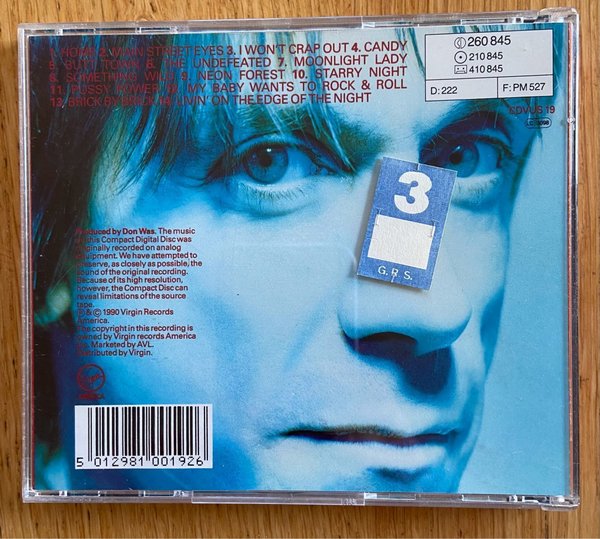 1. HOME 2. MAIN STREET EYES 3. I WON'T CRAP OUT 4. CANDY
5. BUTT TOWN 6. THE UNDEFEATED 7. MOONLIGHT LADY
8. SOMETHING WILD 9. NEON FOREST 10. STARRY NIGHT
11. PUSSY POWER 12. MY BABY WANTS TO ROCK & ROLL
13. BRICK BY BRICK 14. LIVIN' ON THE EDGE OF THE NIGHT
260 845
210 845
410 845
D: 222
F: PM 527
CDVUS 19
3
G.R.S.
Produced by Don Was. The music
on this Compact Digital Disc was
originally recorded on analog
equipment. We have attempted to
preserve, as closely as possible, the
sound of the original recording.
Because of its high resolution,
however, the Compact Disc can
reveal limitations of the source
tape.
℗ & © 1990 Virgin Records
America.
The copyright in this recording is
owned by Virgin records America
Inc. Marketed by AVL.
Distributed by Virgin.
5 012981 001926